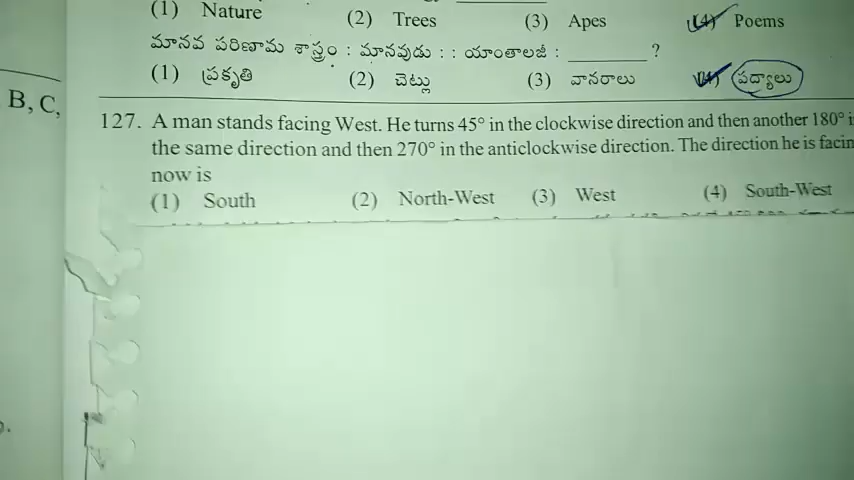 (1) Nature (2) Trees (3) Apes (4) Poems
మానవ పరిణామ శాస్త్రం : మానవుడు : : యాంతాలజీ : ________ ?
(1) ప్రకృతి (2) చెట్లు (3) వానరాలు (4) పద్యాలు
B, C,
127. A man stands facing West. He turns 45° in the clockwise direction and then another 180° i
the same direction and then 270° in the anticlockwise direction. The direction he is facin
now is
(1) South (2) North-West (3) West (4) South-West